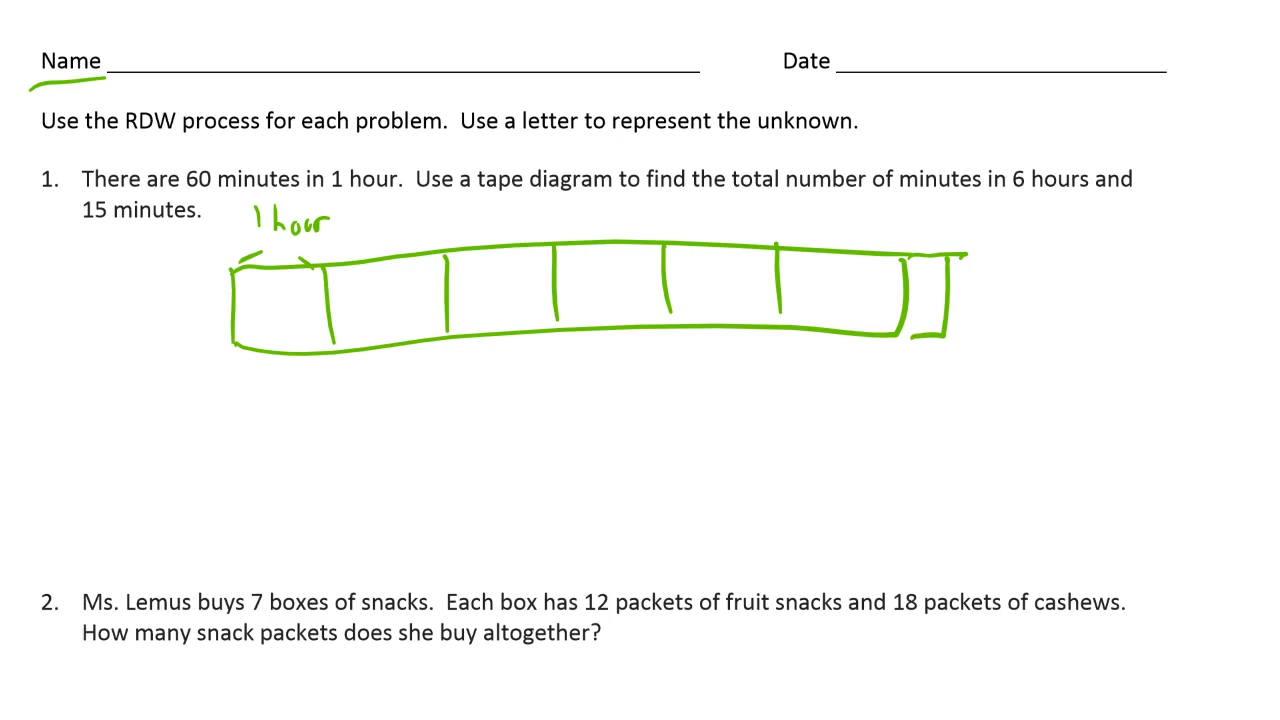 Name Date
Use the RDW process for each problem. Use a letter to represent the unknown.
1. There are 60 minutes in 1 hour. Use a tape diagram to find the total number of minutes in 6 hours and
15 minutes.
1 hour
2. Ms. Lemus buys 7 boxes of snacks. Each box has 12 packets of fruit snacks and 18 packets of cashews.
How many snack packets does she buy altogether?